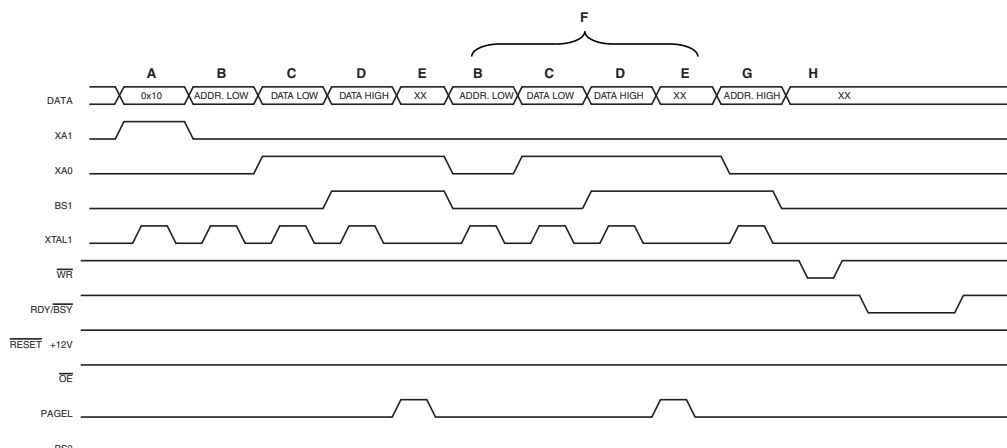 F
A B C D E B C D E G H
DATA 0x10 ADDR. LOW DATA LOW DATA HIGH XX ADDR. LOW DATA LOW DATA HIGH XX ADDR. HIGH XX
XA1
XA0
BS1
XTAL1
WR
RDY/BSY
RESET +12V
OE
PAGEL
BS2